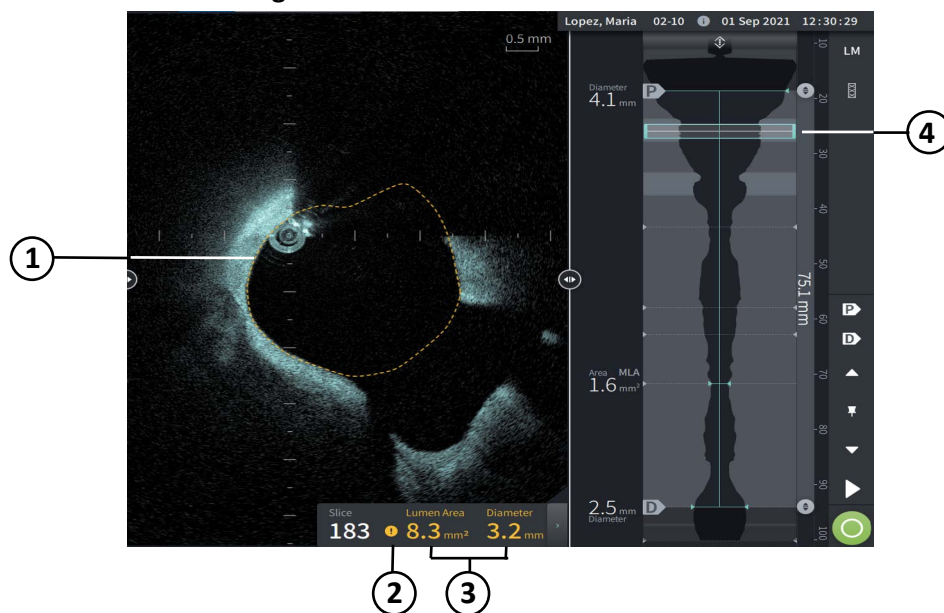 Lopez, Maria 02-10 01 Sep 2021 12:30:29
0.5 mm
LM
Diameter
4.1 mm
P
10
20
30
40
50
60
70
80
90
100
75.1 mm
P
D
Area MLA
1.6 mm²
D
2.5 mm
Diameter
Slice Lumen Area Diameter
183 ! 8.3 mm² 3.2 mm
1
2
3
4